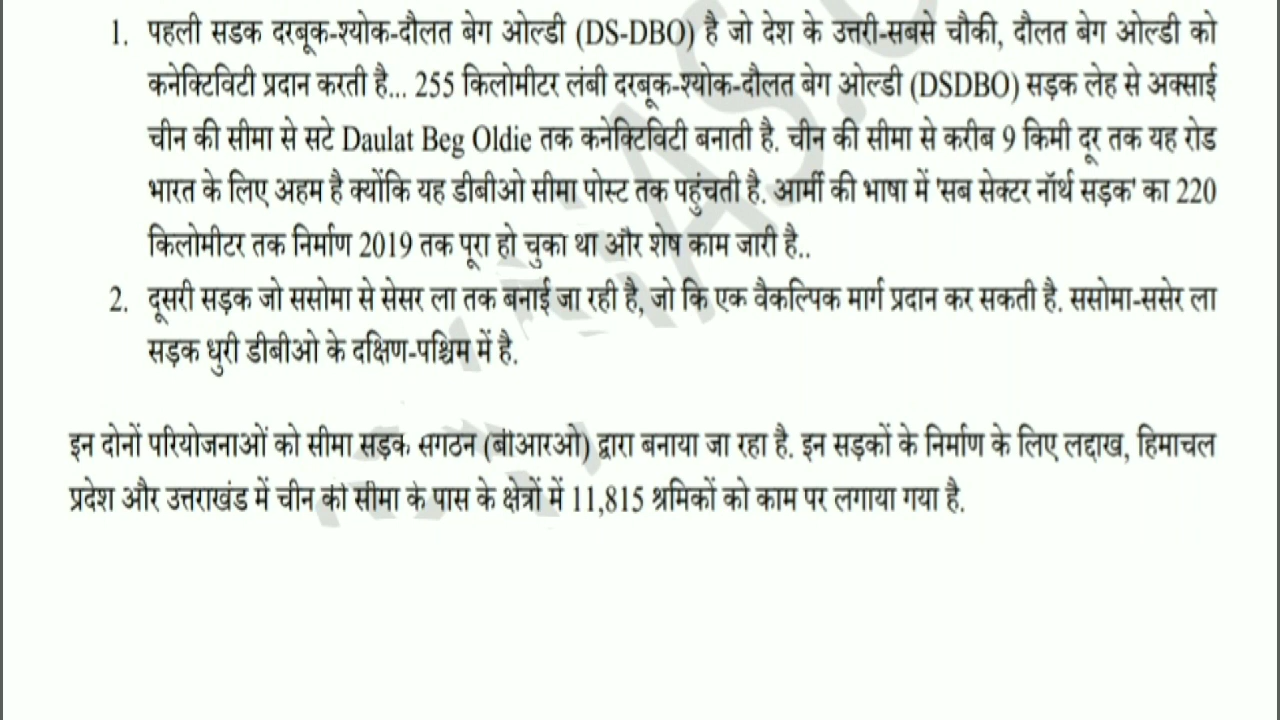 1. पहली सडक दरबूक-श्योक-दौलत बेग ओल्डी (DS-DBO) है जो देश के उत्तरी-सबसे चौकी, दौलत बेग ओल्डी को
कनेक्टिविटी प्रदान करती है... 255 किलोमीटर लंबी दरबूक-श्योक-दौलत बेग ओल्डी (DSDBO) सड़क लेह से अक्साई
चीन की सीमा से सटे Daulat Beg Oldie तक कनेक्टिविटी बनाती है. चीन की सीमा से करीब 9 किमी दूर तक यह रोड
भारत के लिए अहम है क्योंकि यह डीबीओ सीमा पोस्ट तक पहुंचती है. आर्मी की भाषा में 'सब सेक्टर नॉर्थ सड़क' का 220
किलोमीटर तक निर्माण 2019 तक पूरा हो चुका था और शेष काम जारी है..
2. दूसरी सड़क जो ससोमा से सेसर ला तक बनाई जा रही है, जो कि एक वैकल्पिक मार्ग प्रदान कर सकती है. ससोमा-ससेर ला
सड़क धुरी डीबीओ के दक्षिण-पश्चिम में है.
इन दोनों परियोजनाओं को सीमा सड़क संगठन (बीआरओ) द्वारा बनाया जा रहा है. इन सड़कों के निर्माण के लिए लद्दाख, हिमाचल
प्रदेश और उत्तराखंड में चीन की सीमा के पास के क्षेत्रों में 11,815 श्रमिकों को काम पर लगाया गया है.